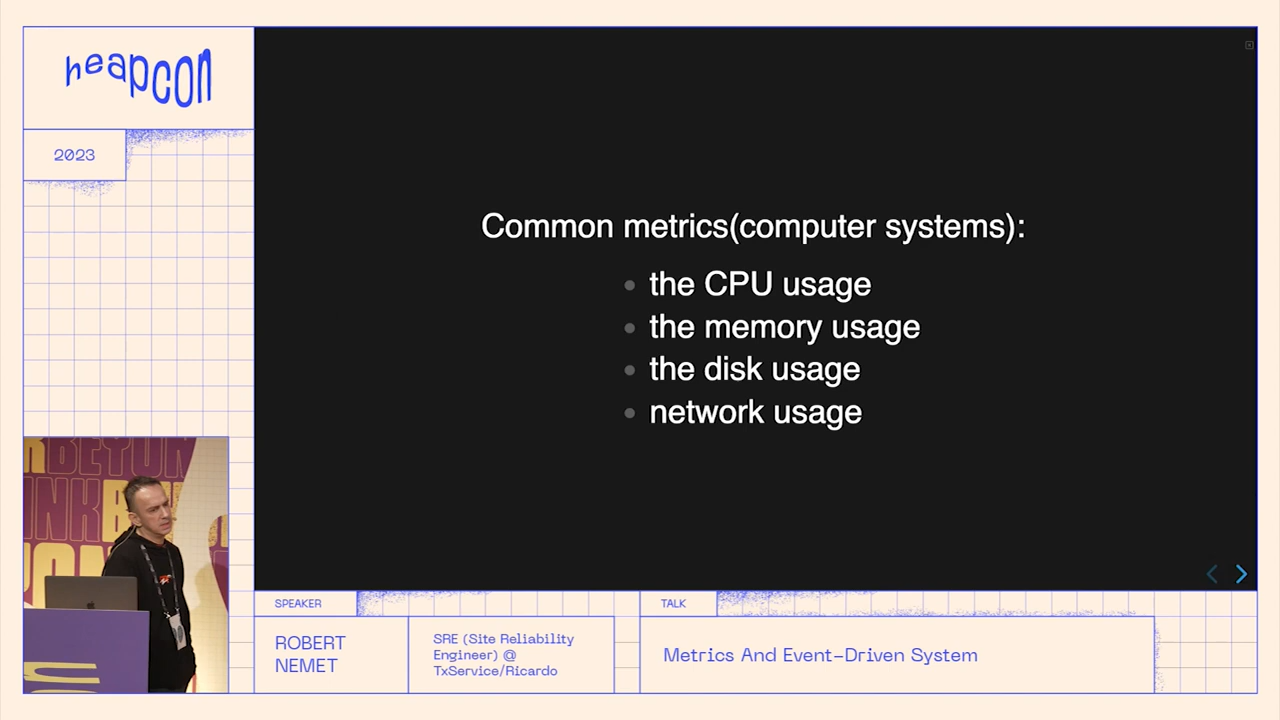 heapcon
2023
Common metrics(computer systems):
the CPU usage
the memory usage
the disk usage
network usage
SPEAKER
ROBERT
NEMET
SRE (Site Reliability
Engineer) @
TxService/Ricardo
TALK
Metrics And Event-Driven System